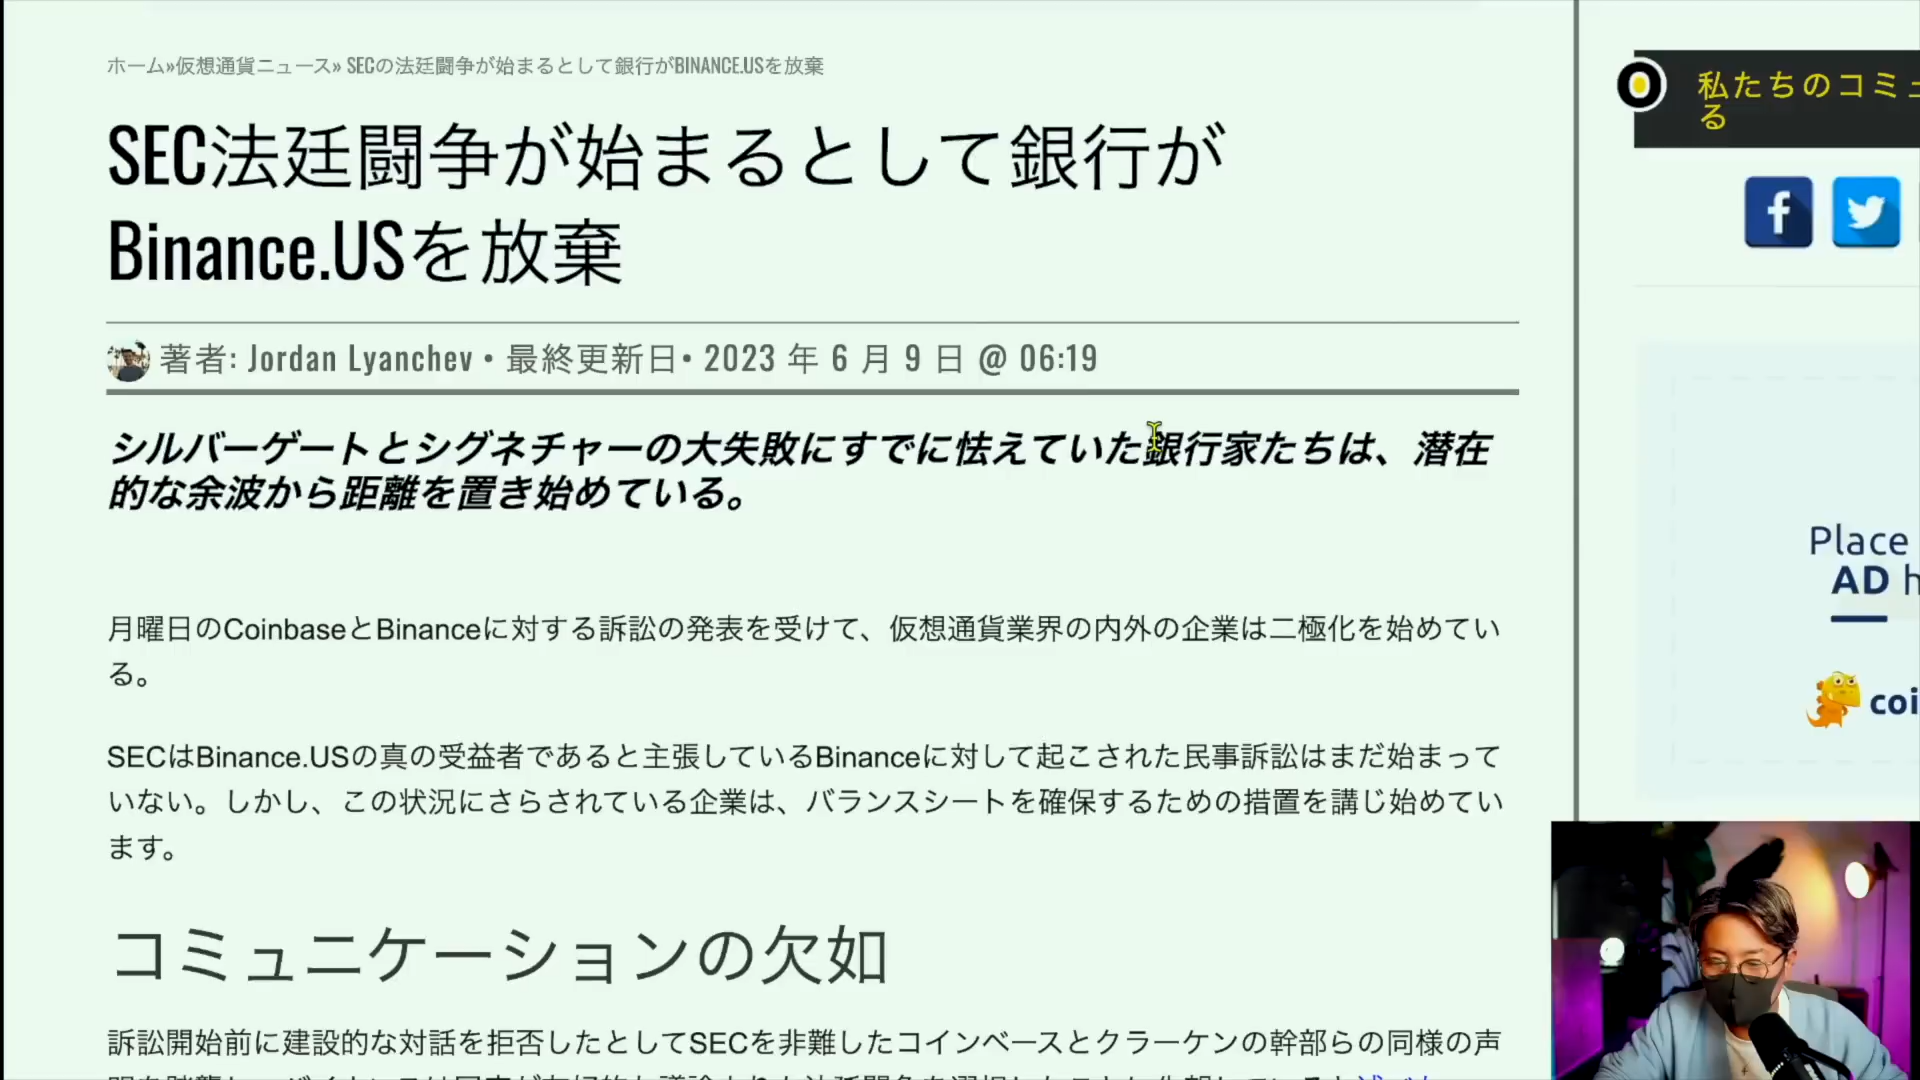 ホーム»仮想通貨ニュース» SECの法廷闘争が始まるとして銀行がBINANCE.USを放棄
SEC法廷闘争が始まるとして銀行が
Binance.USを放棄
著者: Jordan Lyanchev • 最終更新日• 2023 年 6 月 9 日 @ 06:19
シルバーゲートとシグネチャーの大失敗にすでに怯えていた銀行家たちは、潜在
的な余波から距離を置き始めている。
月曜日のCoinbaseとBinanceに対する訴訟の発表を受けて、仮想通貨業界の内外の企業は二極化を始めてい
る。
SECはBinance.USの真の受益者であると主張しているBinanceに対して起こされた民事訴訟はまだ始まって
いない。しかし、この状況にさらされている企業は、バランスシートを確保するための措置を講じ始めてい
ます。
コミュニケーションの欠如
訴訟開始前に建設的な対話を拒否したとしてSECを非難したコインベースとクラーケンの幹部らの同様の声
私たちのコミュ
る
Place
AD h
coi